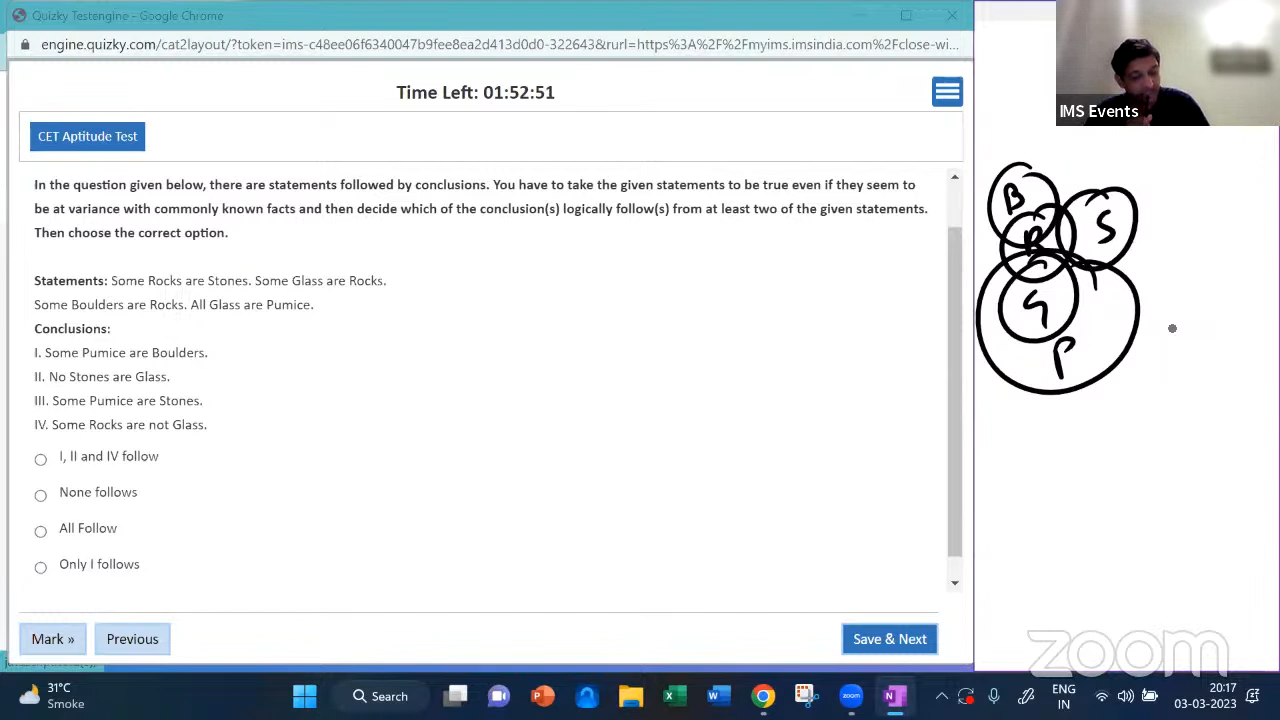 Quizky Testengine - Google Chrome
engine.quizky.com/cat2layout/?token=ims-c48ee06f6340047b9fee8ea2d413d0d0-322643&rurl=https%3A%2F%2Fmyims.imsindia.com%2Fclose-wi...
Time Left: 01:52:51
IMS Events
CET Aptitude Test
In the question given below, there are statements followed by conclusions. You have to take the given statements to be true even if they seem to
be at variance with commonly known facts and then decide which of the conclusion(s) logically follow(s) from at least two of the given statements.
Then choose the correct option.
Statements: Some Rocks are Stones. Some Glass are Rocks.
Some Boulders are Rocks. All Glass are Pumice.
Conclusions:
I. Some Pumice are Boulders.
II. No Stones are Glass.
III. Some Pumice are Stones.
IV. Some Rocks are not Glass.
I, II and IV follow
None follows
All Follow
Only I follows
B
S
R
G
P
Mark »
Previous
Save & Next
zoom
31°C
Smoke
Search
ENG
IN
20:17
03-03-2023